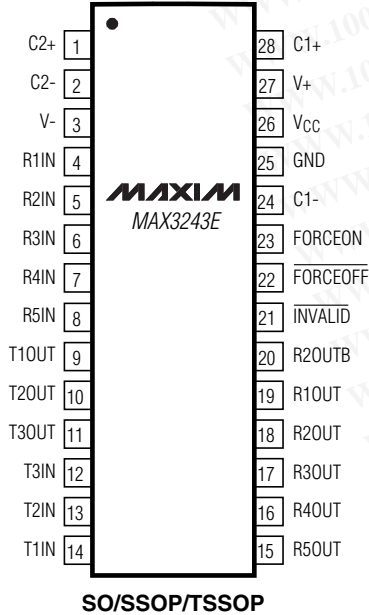 C2+ 1 28 C1+
C2- 2 27 V+
V- 3 26 VCC
R1IN 4 25 GND
R2IN 5 MAXIM 24 C1-
R3IN 6 MAX3243E 23 FORCEON
R4IN 7 22 FORCEOFF
R5IN 8 21 INVALID
T1OUT 9 20 R2OUTB
T2OUT 10 19 R1OUT
T3OUT 11 18 R2OUT
T3IN 12 17 R3OUT
T2IN 13 16 R4OUT
T1IN 14 15 R5OUT
SO/SSOP/TSSOP